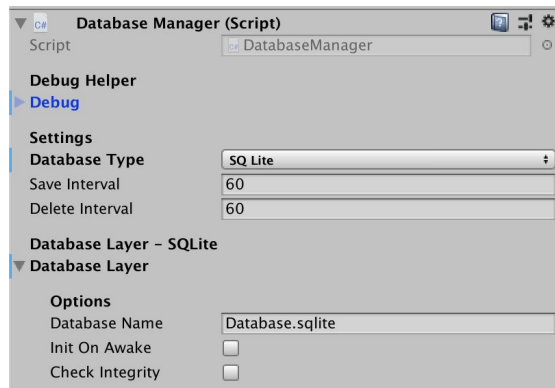 C# Database Manager (Script)
Script C# DatabaseManager
Debug Helper
Debug
Settings
Database Type SQ Lite
Save Interval 60
Delete Interval 60
Database Layer – SQLite
Database Layer
Options
Database Name Database.sqlite
Init On Awake
Check Integrity